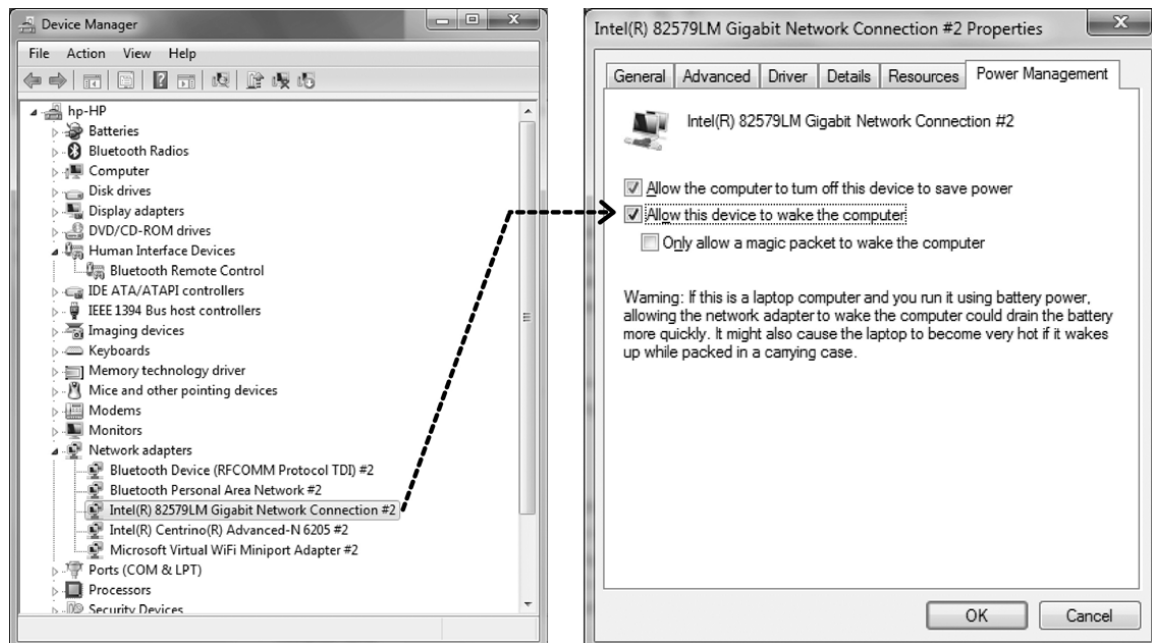 Device Manager
File Action View Help
hp-HP
Batteries
Bluetooth Radios
Computer
Disk drives
Display adapters
DVD/CD-ROM drives
Human Interface Devices
Bluetooth Remote Control
IDE ATA/ATAPI controllers
IEEE 1394 Bus host controllers
Imaging devices
Keyboards
Memory technology driver
Mice and other pointing devices
Modems
Monitors
Network adapters
Bluetooth Device (RFCOMM Protocol TDI) #2
Bluetooth Personal Area Network #2
Intel(R) 82579LM Gigabit Network Connection #2
Intel(R) Centrino(R) Advanced-N 6205 #2
Microsoft Virtual WiFi Miniport Adapter #2
Ports (COM & LPT)
Processors
Security Devices
Intel(R) 82579LM Gigabit Network Connection #2 Properties
General Advanced Driver Details Resources Power Management
Intel(R) 82579LM Gigabit Network Connection #2
Allow the computer to turn off this device to save power
Allow this device to wake the computer
Only allow a magic packet to wake the computer
Warning: If this is a laptop computer and you run it using battery power,
allowing the network adapter to wake the computer could drain the battery
more quickly. It might also cause the laptop to become very hot if it wakes
up while packed in a carrying case.
OK Cancel